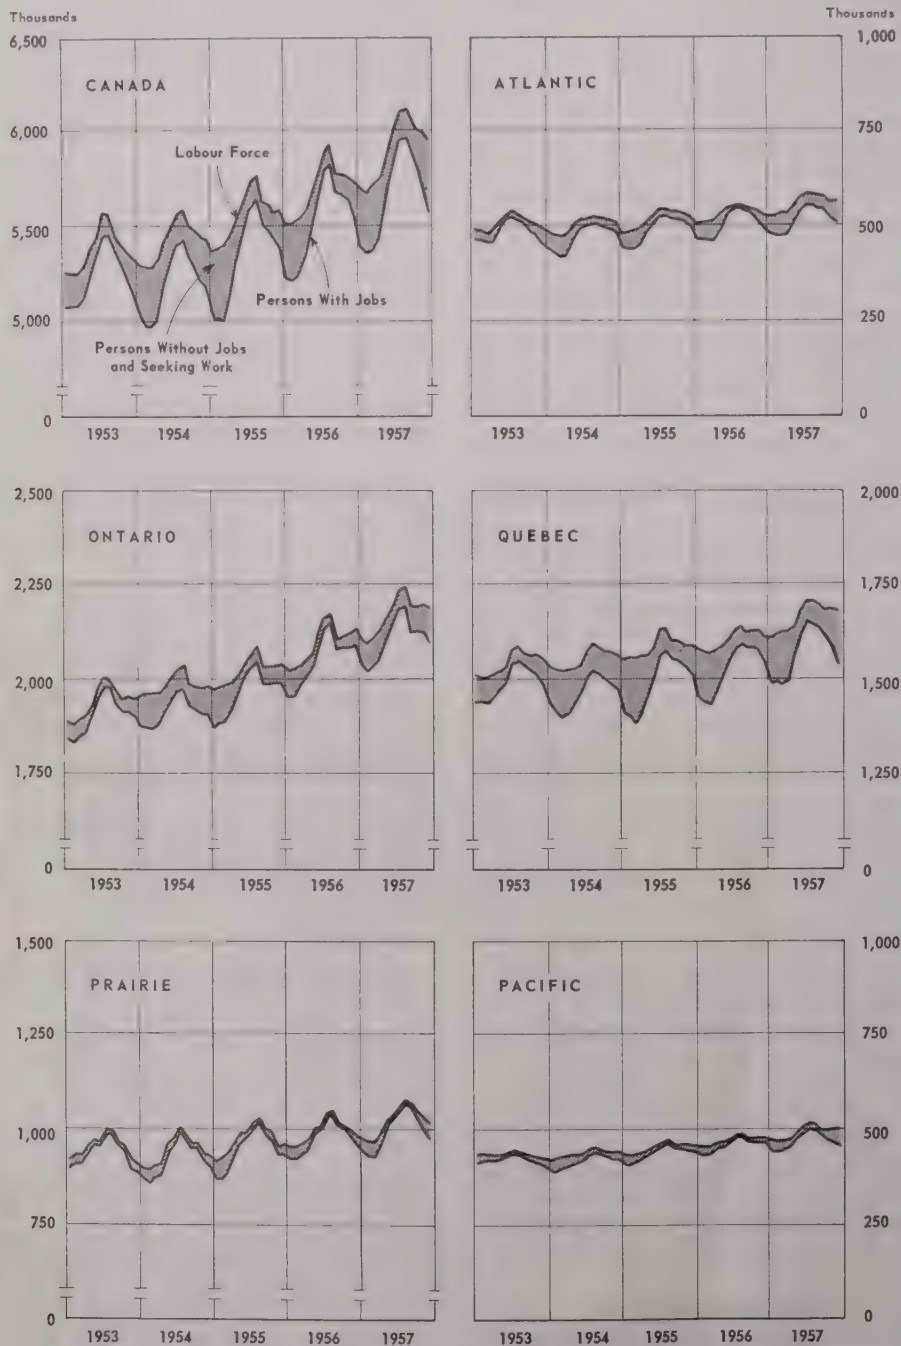 Thousands
Thousands
6,500
1,000
CANADA
ATLANTIC
6,000
750
Labour Force
5,500
500
Persons With Jobs
5,000
250
Persons Without Jobs
and Seeking Work
0
0
1953 1954 1955 1956 1957
1953 1954 1955 1956 1957
2,500
2,000
ONTARIO
QUEBEC
2,250
1,750
2,000
1,500
1,750
1,250
0
0
1953 1954 1955 1956 1957
1953 1954 1955 1956 1957
1,500
1,000
PRAIRIE
PACIFIC
1,250
750
1,000
500
750
250
0
0
1953 1954 1955 1956 1957
1953 1954 1955 1956 1957